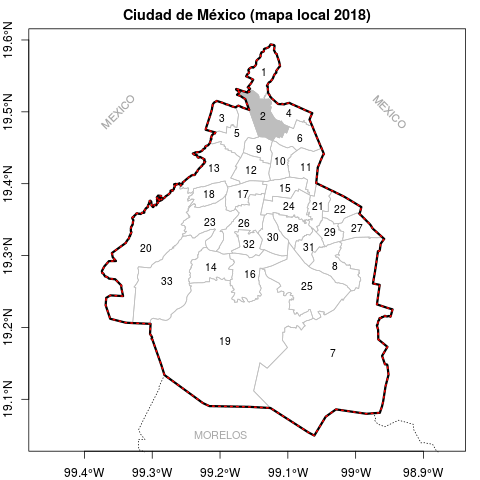 Ciudad de México (mapa local 2018)
19.6°N
19.5°N
19.4°N
19.3°N
19.2°N
19.1°N
MEXICO
MEXICO
1
2
3
4
5
6
9
10
11
12
13
15
17
18
24
21
22
23
26
28
29
27
30
32
31
20
14
16
8
33
25
19
7
MORELOS
99.4°W
99.3°W
99.2°W
99.1°W
99°W
98.9°W